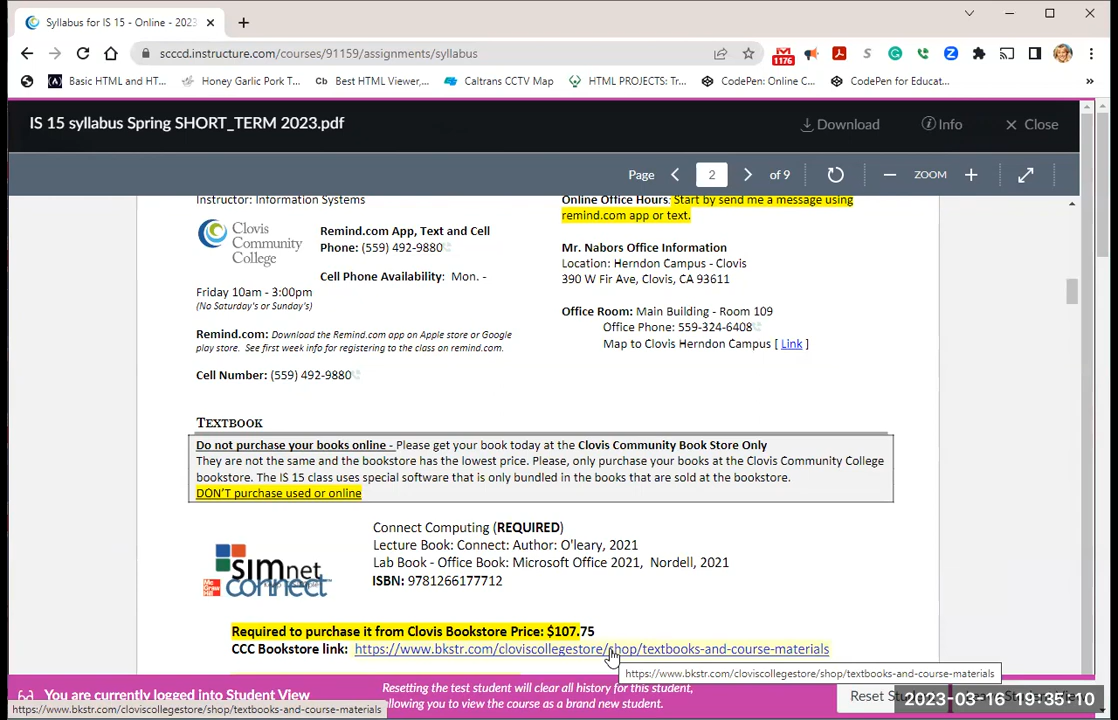 Syllabus for IS 15 - Online - 2023
scccd.instructure.com/courses/91159/assignments/syllabus
1176
Basic HTML and HT...
Honey Garlic Pork T...
Cb Best HTML Viewer,...
Caltrans CCTV Map
HTML PROJECTS: Tr...
CodePen: Online C...
CodePen for Educat...
IS 15 syllabus Spring SHORT_TERM 2023.pdf
Download
Info
Close
Page 2 of 9
ZOOM
Instructor: Information Systems
Clovis
Community
College
Remind.com App, Text and Cell
Phone: (559) 492-9880
Cell Phone Availability: Mon. -
Friday 10am - 3:00pm
(No Saturday's or Sunday's)
Remind.com: Download the Remind.com app on Apple store or Google
play store. See first week info for registering to the class on remind.com.
Cell Number: (559) 492-9880
Online Office Hours: Start by send me a message using
remind.com app or text.
Mr. Nabors Office Information
Location: Herndon Campus - Clovis
390 W Fir Ave, Clovis, CA 93611
Office Room: Main Building - Room 109
Office Phone: 559-324-6408
Map to Clovis Herndon Campus [ Link ]
TEXTBOOK
Do not purchase your books online - Please get your book today at the Clovis Community Book Store Only
They are not the same and the bookstore has the lowest price. Please, only purchase your books at the Clovis Community College
bookstore. The IS 15 class uses special software that is only bundled in the books that are sold at the bookstore.
DON'T purchase used or online
simnet
connect
Mc
Graw
Hill
Connect Computing (REQUIRED)
Lecture Book: Connect: Author: O'leary, 2021
Lab Book - Office Book: Microsoft Office 2021, Nordell, 2021
ISBN: 9781266177712
Required to purchase it from Clovis Bookstore Price: $107.75
CCC Bookstore link: https://www.bkstr.com/cloviscollegestore/shop/textbooks-and-course-materials
https://www.bkstr.com/cloviscollegestore/shop/textbooks-and-course-materials
You are currently logged into Student View
Resetting the test student will clear all history for this student,
llowing you to view the course as a brand new student.
Reset
2023-03-16 19:35:10
https://www.bkstr.com/cloviscollegestore/shop/textbooks-and-course-materials